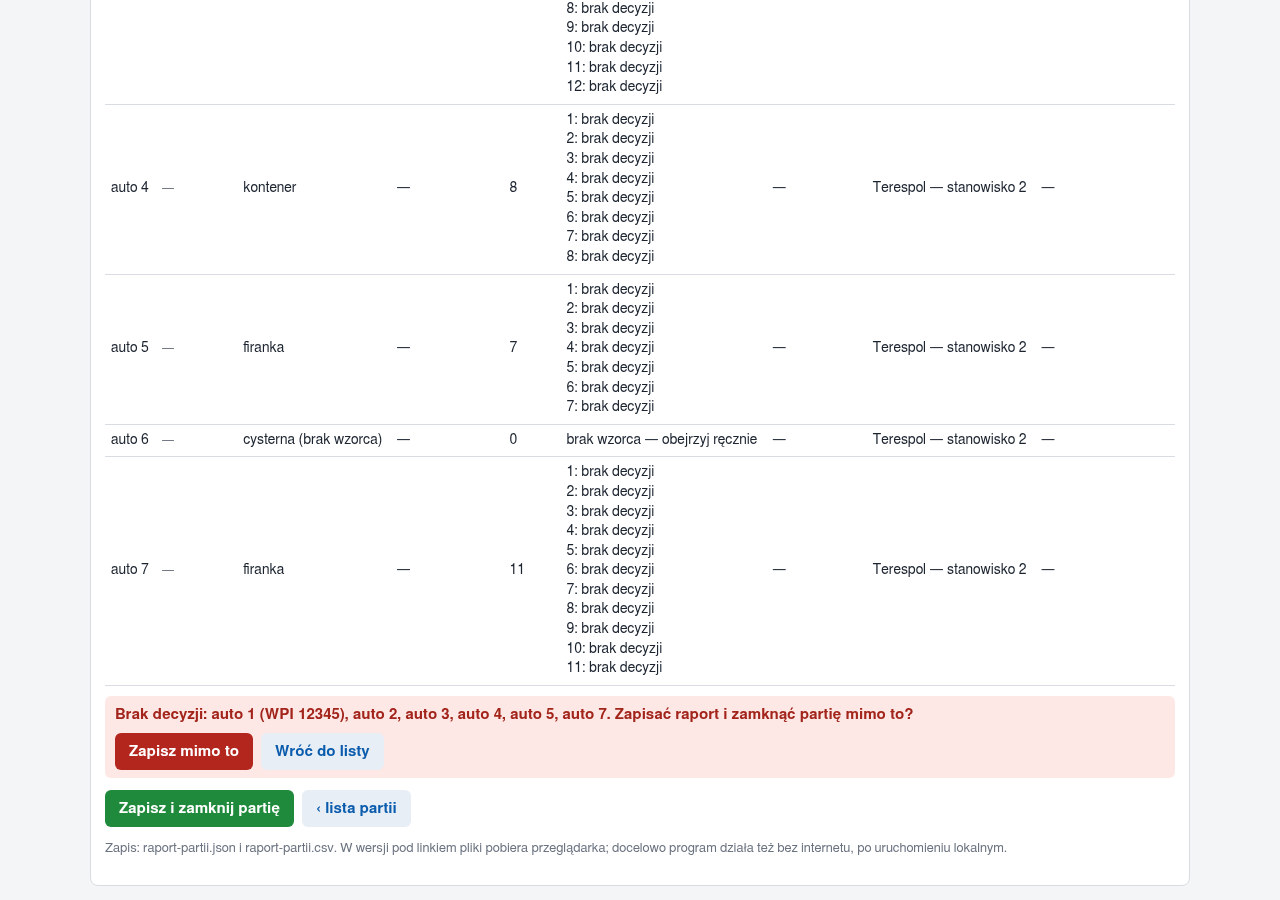 8: brak decyzji
9: brak decyzji
10: brak decyzji
11: brak decyzji
12: brak decyzji
auto 4 — kontener — 8
1: brak decyzji
2: brak decyzji
3: brak decyzji
4: brak decyzji
5: brak decyzji
6: brak decyzji
7: brak decyzji
8: brak decyzji
— Terespol — stanowisko 2 —
auto 5 — firanka — 7
1: brak decyzji
2: brak decyzji
3: brak decyzji
4: brak decyzji
5: brak decyzji
6: brak decyzji
7: brak decyzji
— Terespol — stanowisko 2 —
auto 6 — cysterna (brak wzorca) — 0 brak wzorca — obejrzyj ręcznie — Terespol — stanowisko 2 —
auto 7 — firanka — 11
1: brak decyzji
2: brak decyzji
3: brak decyzji
4: brak decyzji
5: brak decyzji
6: brak decyzji
7: brak decyzji
8: brak decyzji
9: brak decyzji
10: brak decyzji
11: brak decyzji
— Terespol — stanowisko 2 —
Brak decyzji: auto 1 (WPI 12345), auto 2, auto 3, auto 4, auto 5, auto 7. Zapisać raport i zamknąć partię mimo to?
Zapisz mimo to Wróć do listy
Zapisz i zamknij partię ‹ lista partii
Zapis: raport-partii.json i raport-partii.csv. W wersji pod linkiem pliki pobiera przeglądarka; docelowo program działa też bez internetu, po uruchomieniu lokalnym.